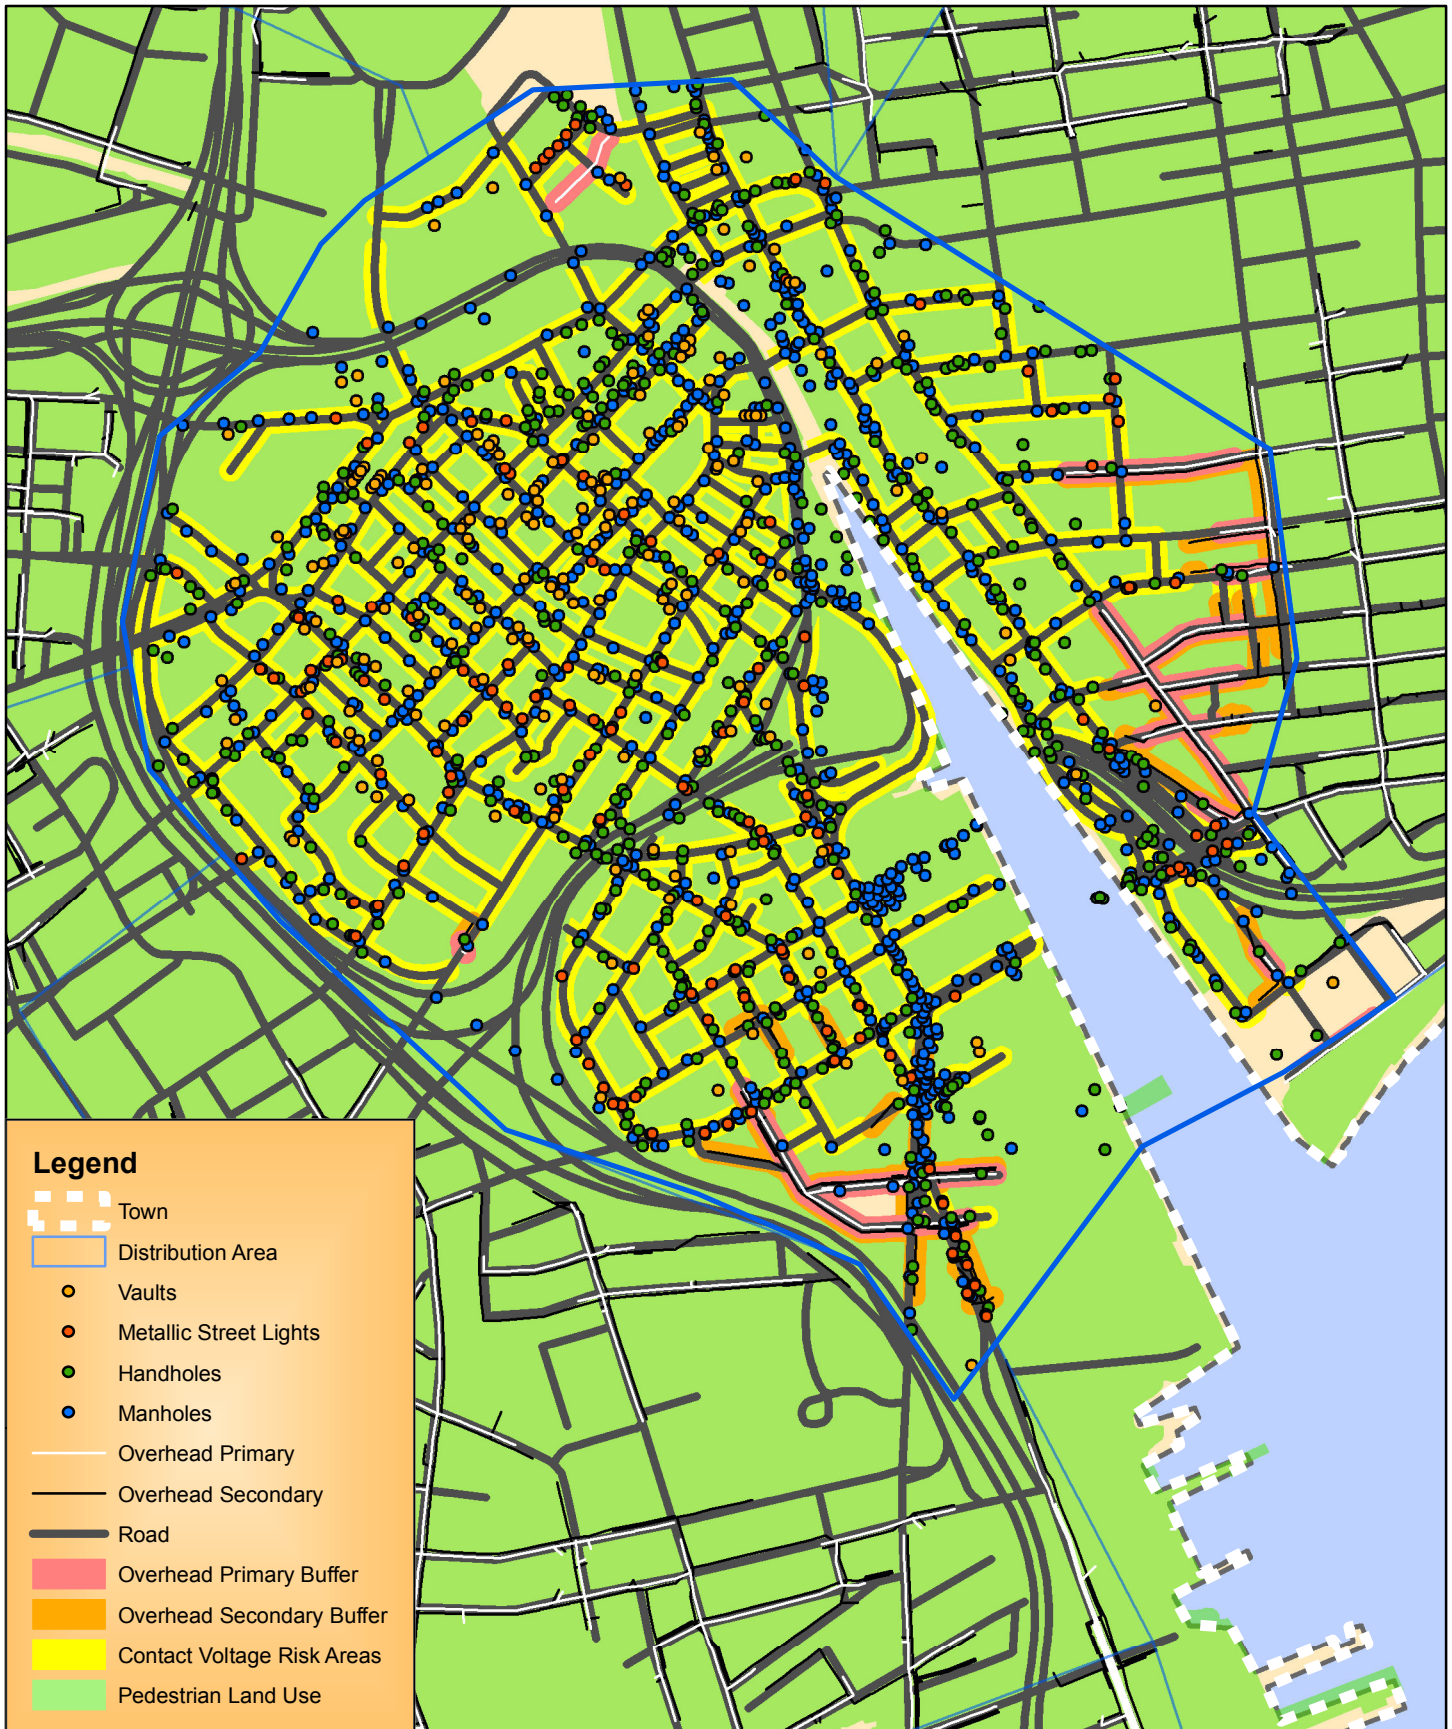 Legend
Town
Distribution Area
Vaults
Metallic Street Lights
Handholes
Manholes
Overhead Primary
Overhead Secondary
Road
Overhead Primary Buffer
Overhead Secondary Buffer
Contact Voltage Risk Areas
Pedestrian Land Use